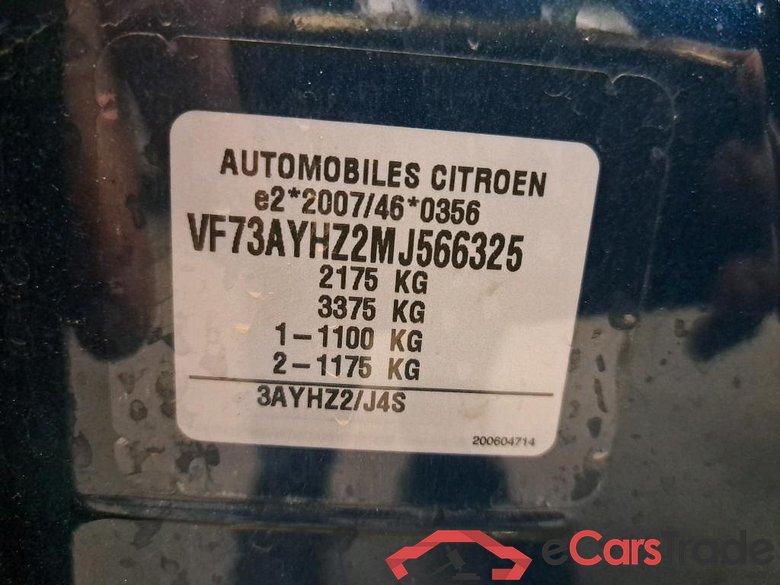 AUTOMOBILES CITROEN
e2*2007/46*0356
VF73AYHZ2MJ566325
2175 KG
3375 KG
1-1100 KG
2-1175 KG
3AYHZ2/J4S
200604714
eCarsTrade